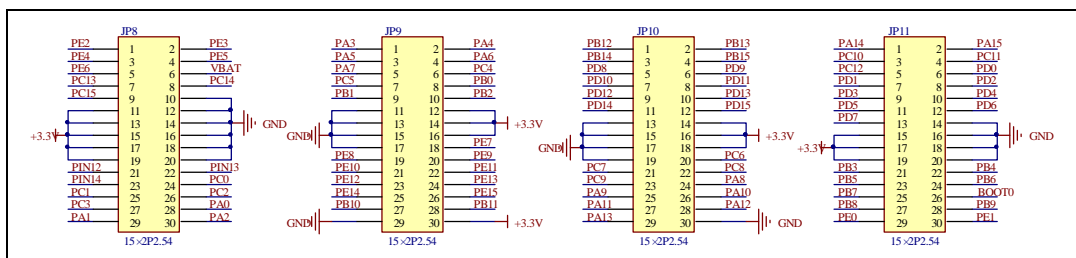 JP8 JP9 JP10 JP11
PE2 1 2 PE3 PA3 1 2 PA4 PB12 1 2 PB13 PA14 1 2 PA15
PE4 3 4 PE5 PA5 3 4 PA6 PB14 3 4 PB15 PC10 3 4 PC11
PE6 5 6 VBAT PA7 5 6 PC4 PD8 5 6 PD9 PC12 5 6 PD0
PC13 7 8 PC14 PC5 7 8 PB0 PD10 7 8 PD11 PD1 7 8 PD2
PC15 9 10 PB1 9 10 PB2 PD12 9 10 PD13 PD3 9 10 PD4
11 12 11 12 PD14 11 12 PD15 PD5 11 12 PD6
13 14 GND 13 14 +3.3V 13 14 PD7 13 14
+3.3V 15 16 GND 15 16 PE7 15 16 +3.3V 15 16 GND
17 18 17 18 GND 17 18 +3.3V 17 18
19 20 PE8 19 20 PE9 19 20 PC6 19 20
PIN12 21 22 PIN13 PE10 21 22 PE11 PC7 21 22 PC8 PB3 21 22 PB4
PIN14 23 24 PC0 PE12 23 24 PE13 PC9 23 24 PA8 PB5 23 24 PB6
PC1 25 26 PC2 PE14 25 26 PE15 PA9 25 26 PA10 PB7 25 26 BOOT0
PC3 27 28 PA0 PB10 27 28 PB11 PA11 27 28 PA12 PB8 27 28 PB9
PA1 29 30 PA2 GND 29 30 +3.3V PA13 29 30 GND PE0 29 30 PE1
15×2P2.54 15×2P2.54 15×2P2.54 15×2P2.54